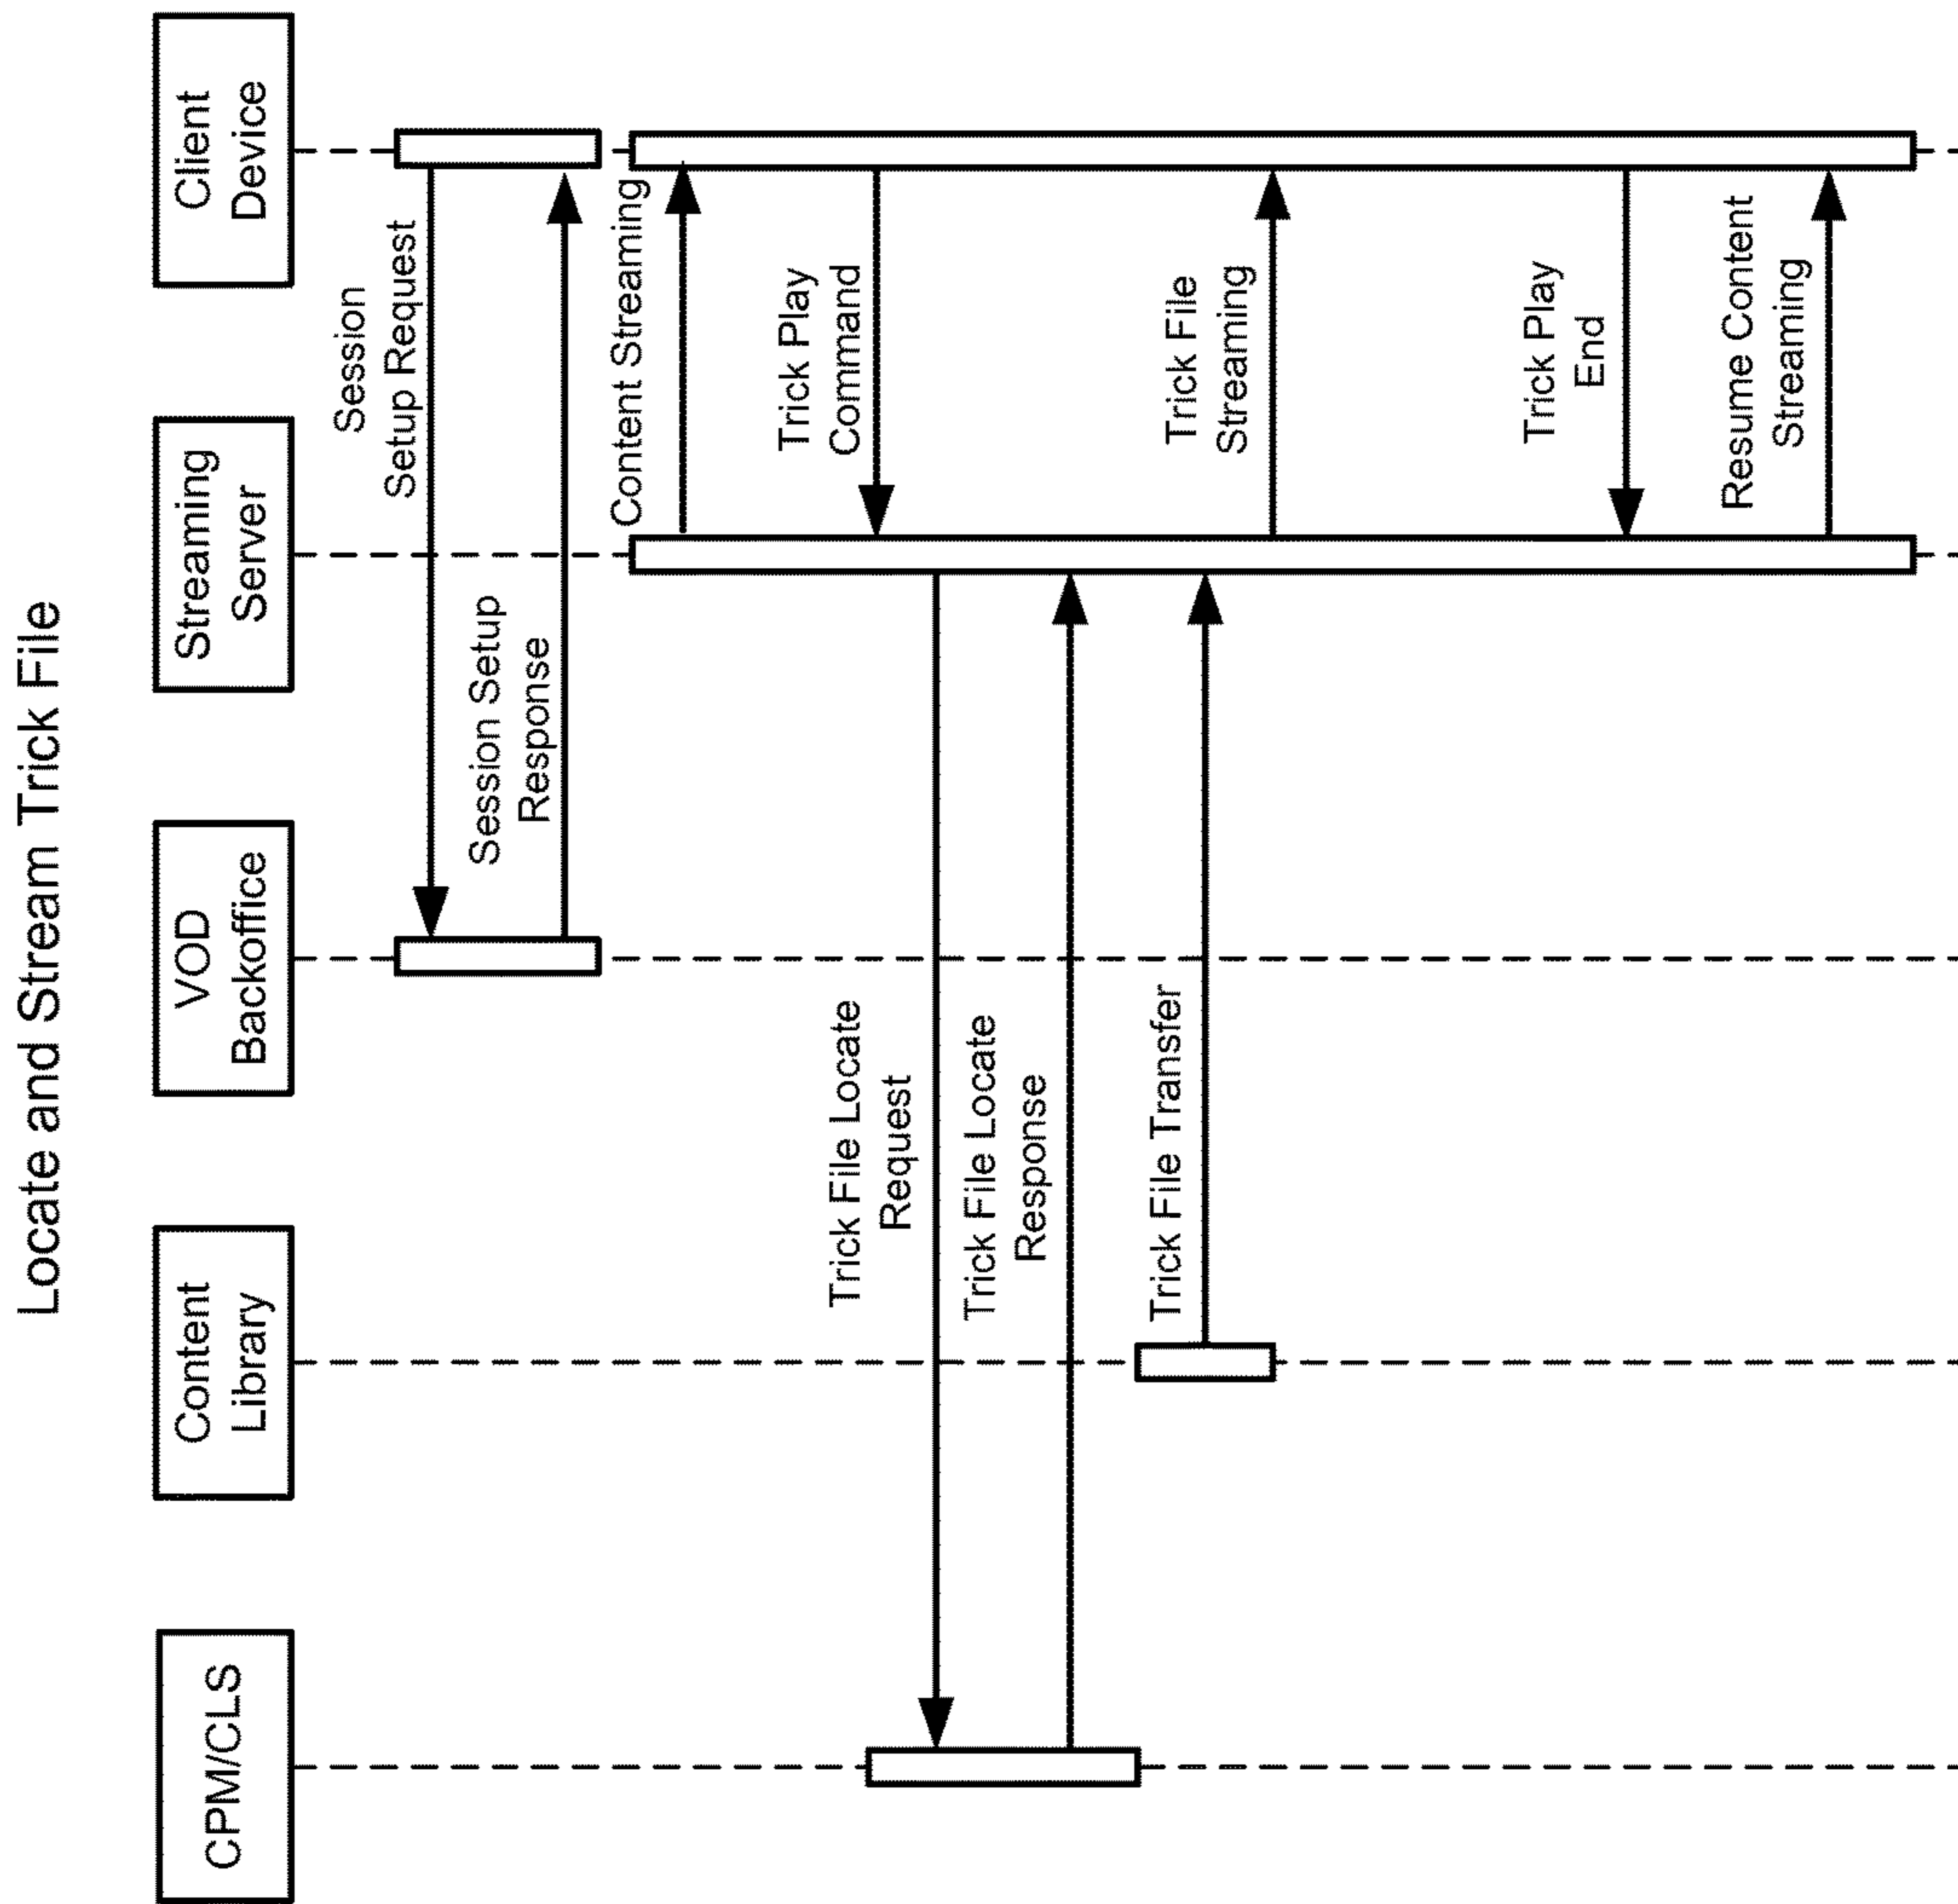 Locate and Stream Trick File
CPM/CLS
Content
Library
VOD
Backoffice
Streaming
Server
Client
Device
Session
Setup Request
Session Setup
Response
Content Streaming
Trick Play
Command
Trick File Locate
Request
Trick File Locate
Response
Trick File Transfer
Trick File
Streaming
Trick Play
End
Resume Content
Streaming